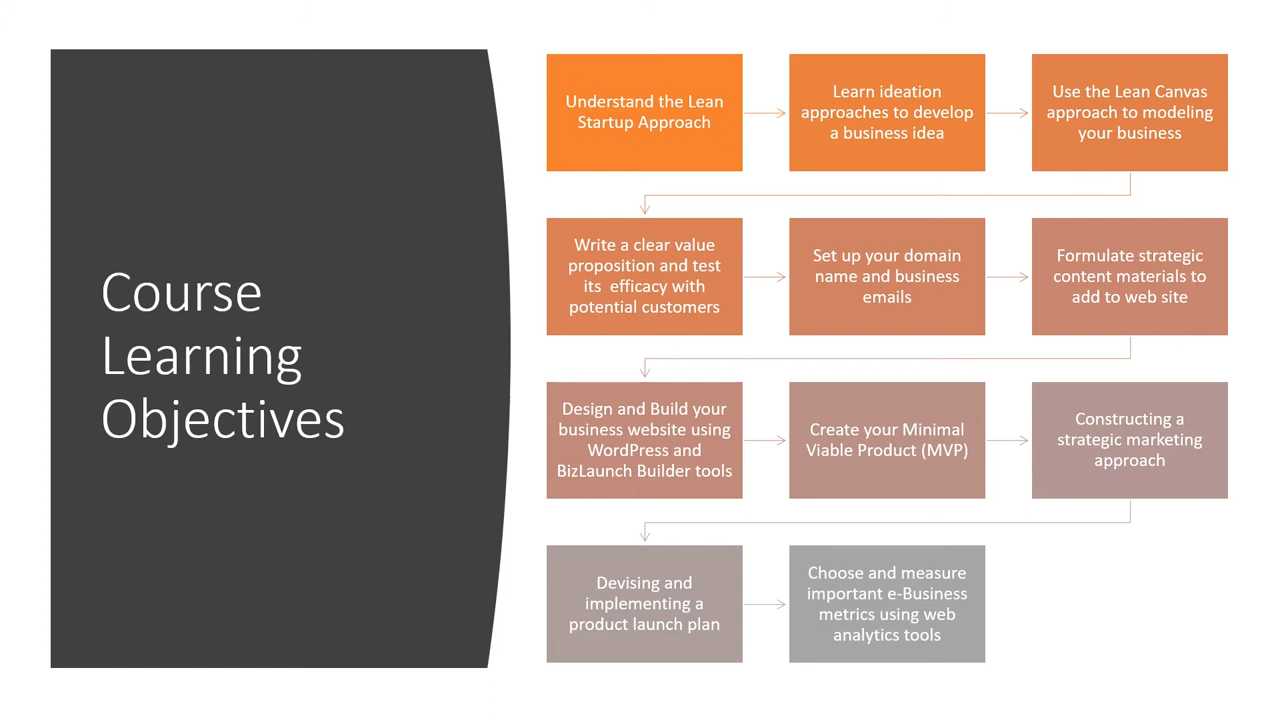 Course
Learning
Objectives
Understand the Lean
Startup Approach
Learn ideation
approaches to develop
a business idea
Use the Lean Canvas
approach to modeling
your business
Write a clear value
proposition and test
its  efficacy with
potential customers
Set up your domain
name and business
emails
Formulate strategic
content materials to
add to web site
Design and Build your
business website using
WordPress and
BizLaunch Builder tools
Create your Minimal
Viable Product (MVP)
Constructing a
strategic marketing
approach
Devising and
implementing a
product launch plan
Choose and measure
important e-Business
metrics using web
analytics tools